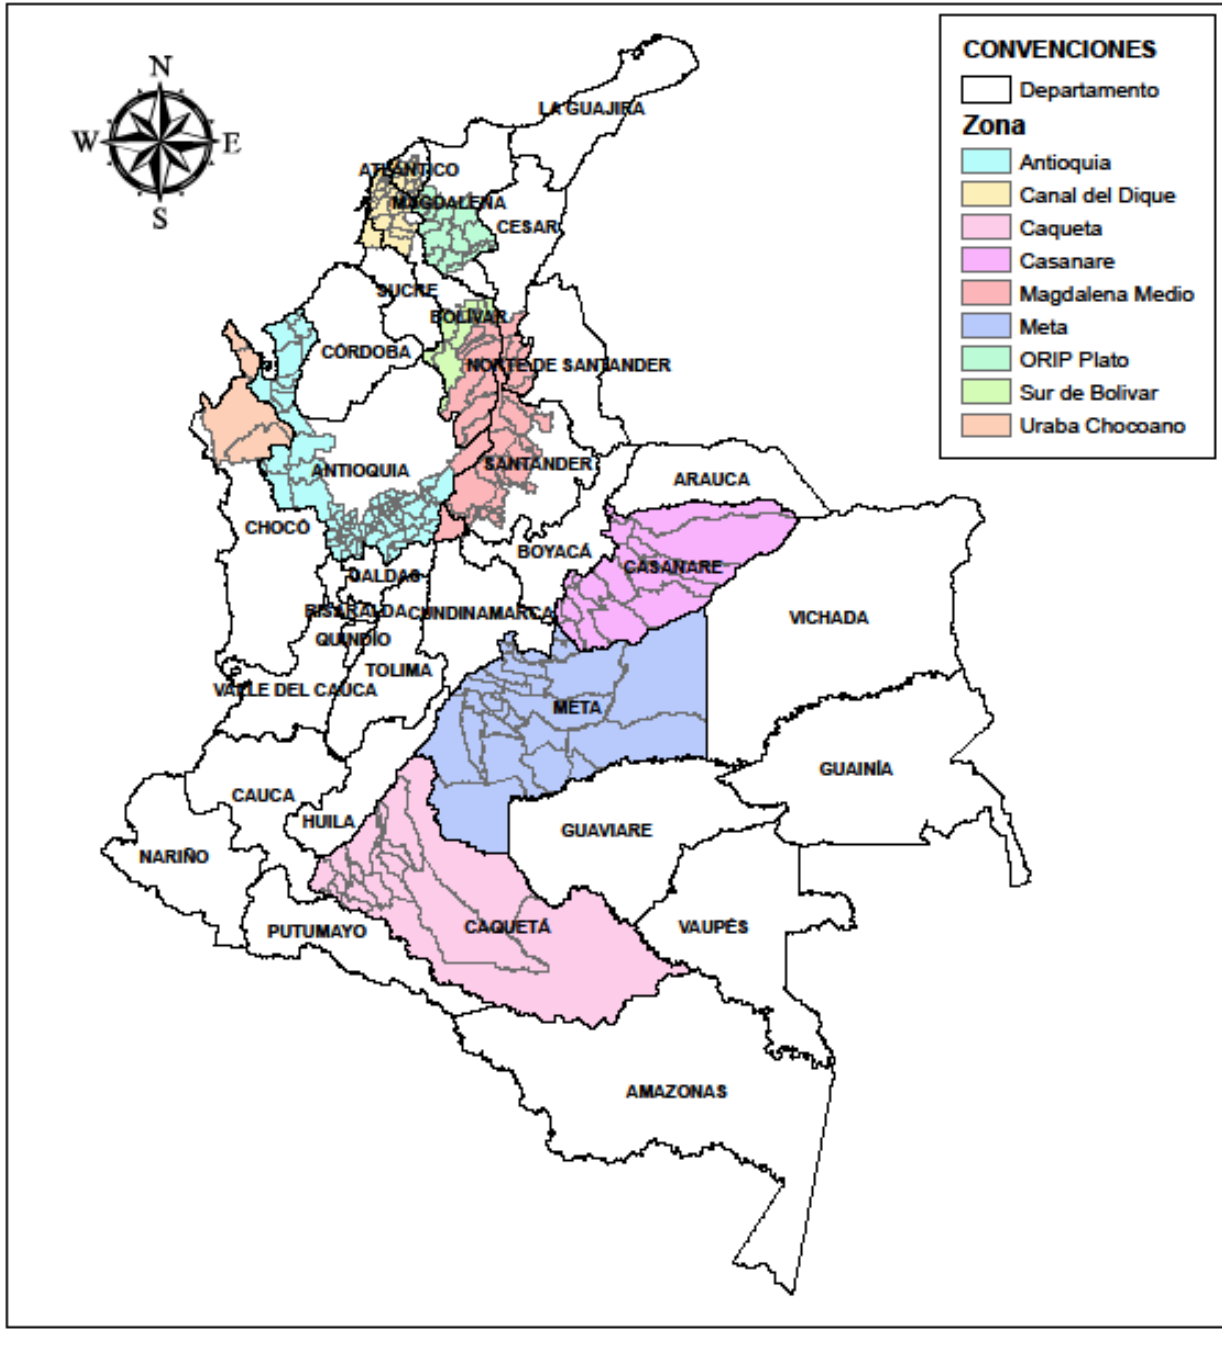 N
W
E
S
CONVENCIONES
Departamento
Zona
Antioquia
Canal del Dique
Caqueta
Casanare
Magdalena Medio
Meta
ORIP Plato
Sur de Bolivar
Uraba Chocoano
LA GUAJIRA
ATLÁNTICO
MAGDALENA
CESAR
SUCRE
BOLÍVAR
CÓRDOBA
NORTE DE SANTANDER
ANTIOQUIA
SANTANDER
ARAUCA
CHOCÓ
BOYACÁ
CASANARE
CALDAS
RISARALDA
CUNDINAMARCA
VICHADA
QUINDÍO
TOLIMA
VALLE DEL CAUCA
META
GUAINÍA
CAUCA
HUILA
GUAVIARE
NARIÑO
PUTUMAYO
CAQUETÁ
VAUPÉS
AMAZONAS